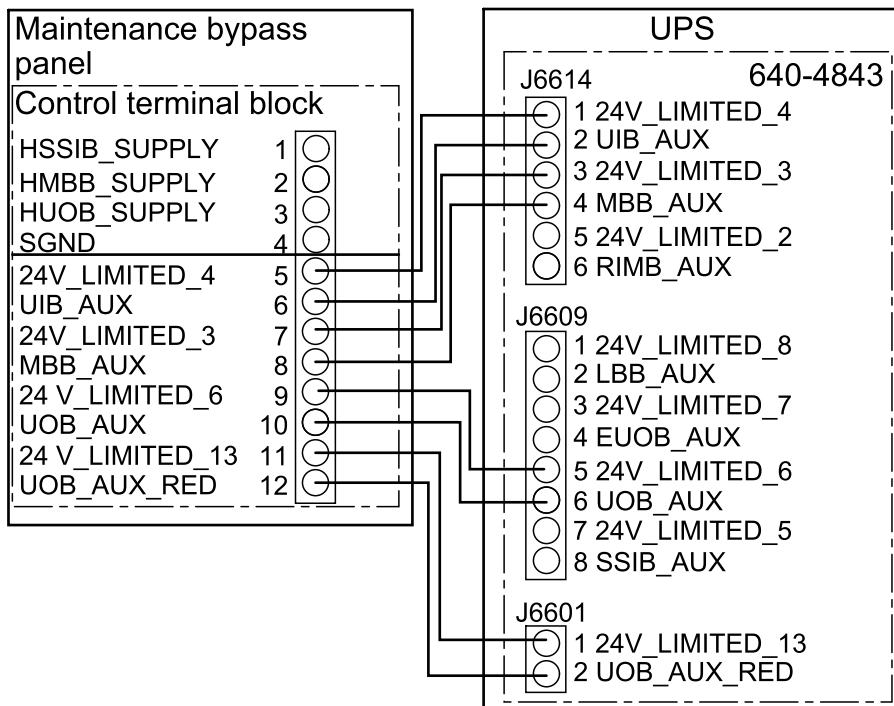 Maintenance bypass
panel
Control terminal block
HSSIB_SUPPLY 1
HMBB_SUPPLY 2
HUOB_SUPPLY 3
SGND 4
24V_LIMITED_4 5
UIB_AUX 6
24V_LIMITED_3 7
MBB_AUX 8
24 V_LIMITED_6 9
UOB_AUX 10
24 V_LIMITED_13 11
UOB_AUX_RED 12
UPS
640-4843
J6614
1 24V_LIMITED_4
2 UIB_AUX
3 24V_LIMITED_3
4 MBB_AUX
5 24V_LIMITED_2
6 RIMB_AUX
J6609
1 24V_LIMITED_8
2 LBB_AUX
3 24V_LIMITED_7
4 EUOB_AUX
5 24V_LIMITED_6
6 UOB_AUX
7 24V_LIMITED_5
8 SSIB_AUX
J6601
1 24V_LIMITED_13
2 UOB_AUX_RED